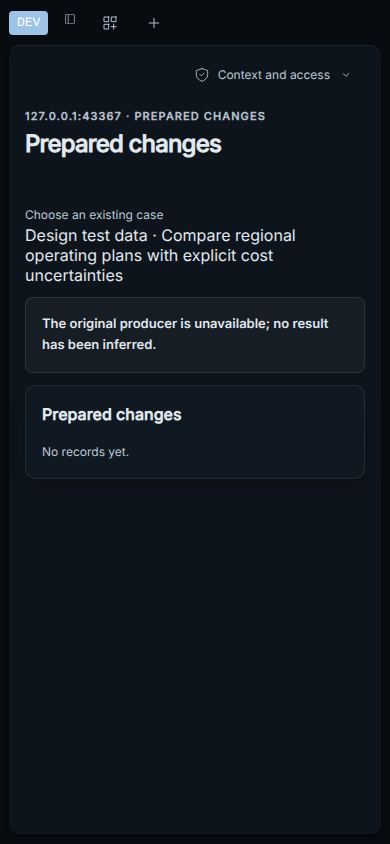 DEV
Context and access
127.0.0.1:43367 · PREPARED CHANGES
Prepared changes
Choose an existing case
Design test data · Compare regional
operating plans with explicit cost
uncertainties
The original producer is unavailable; no result
has been inferred.
Prepared changes
No records yet.